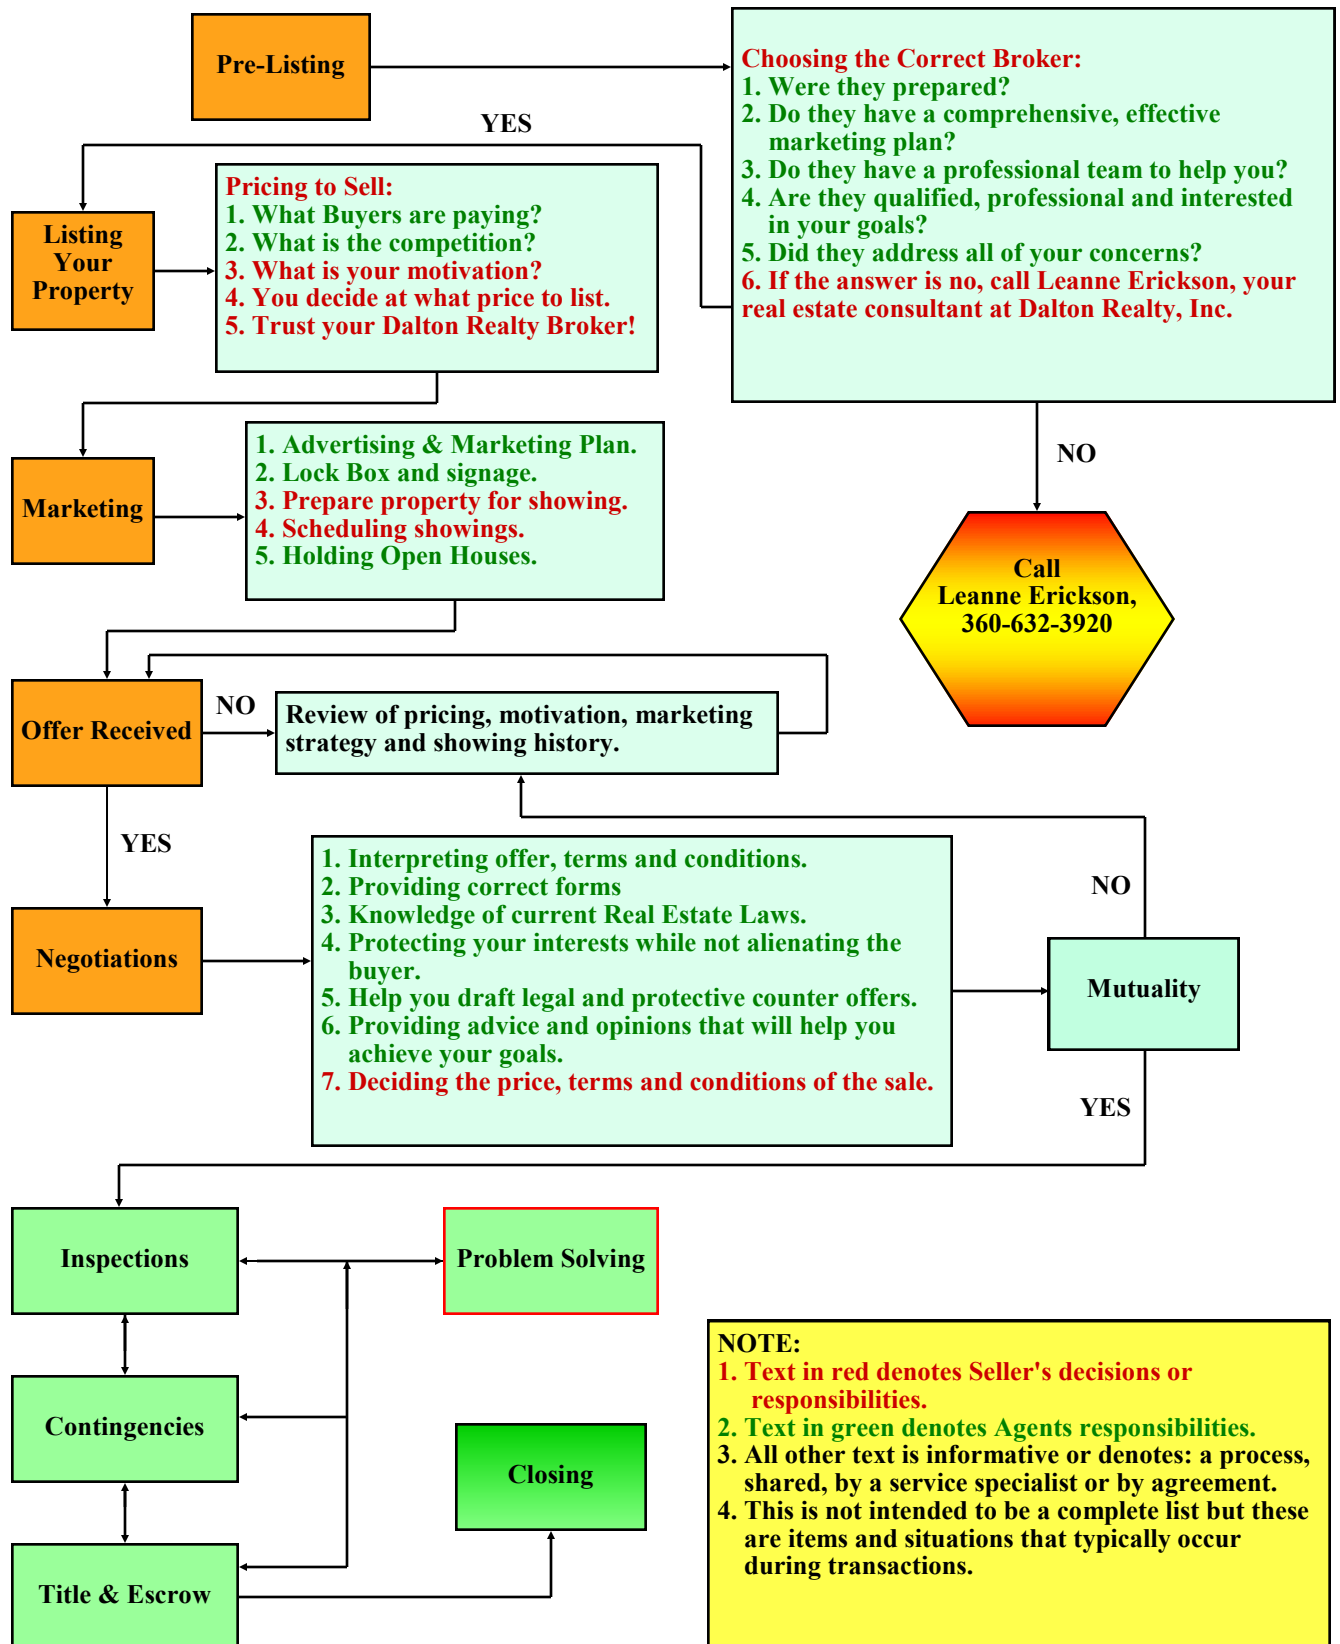 Pre-Listing
Choosing the Correct Broker:
1. Were they prepared?
2. Do they have a comprehensive, effective
marketing plan?
3. Do they have a professional team to help you?
4. Are they qualified, professional and interested
in your goals?
5. Did they address all of your concerns?
6. If the answer is no, call Leanne Erickson, your
real estate consultant at Dalton Realty, Inc.
YES
Listing
Your
Property
Pricing to Sell:
1. What Buyers are paying?
2. What is the competition?
3. What is your motivation?
4. You decide at what price to list.
5. Trust your Dalton Realty Broker!
NO
Call
Leanne Erickson,
360-632-3920
Marketing
1. Advertising & Marketing Plan.
2. Lock Box and signage.
3. Prepare property for showing.
4. Scheduling showings.
5. Holding Open Houses.
Offer Received
NO
Review of pricing, motivation, marketing
strategy and showing history.
YES
Negotiations
1. Interpreting offer, terms and conditions.
2. Providing correct forms
3. Knowledge of current Real Estate Laws.
4. Protecting your interests while not alienating the
buyer.
5. Help you draft legal and protective counter offers.
6. Providing advice and opinions that will help you
achieve your goals.
7. Deciding the price, terms and conditions of the sale.
NO
Mutuality
YES
Inspections
Problem Solving
Contingencies
Closing
Title & Escrow
NOTE:
1. Text in red denotes Seller's decisions or
responsibilities.
2. Text in green denotes Agents responsibilities.
3. All other text is informative or denotes: a process,
shared, by a service specialist or by agreement.
4. This is not intended to be a complete list but these
are items and situations that typically occur
during transactions.